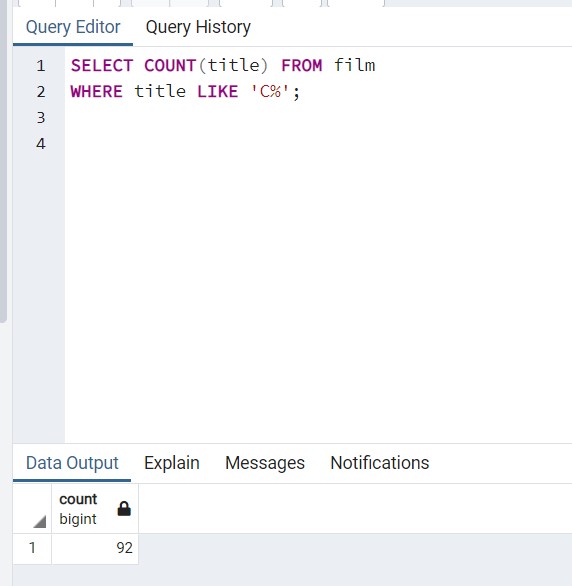 Query Editor Query History
1 SELECT COUNT(title) FROM film
2 WHERE title LIKE 'C%';
3
4
Data Output Explain Messages Notifications
count
bigint
1 92